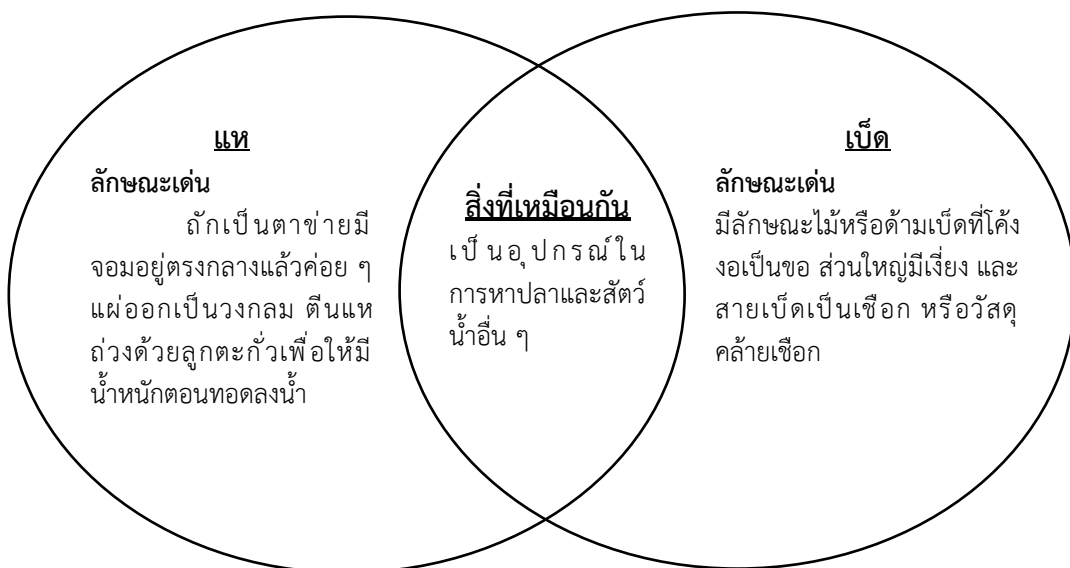 แห
ลักษณะเด่น
ถักเป็นตาข่ายมี
จอมอยู่ตรงกลางแล้วค่อย ๆ
แผ่ออกเป็นวงกลม ตีนแห
ถ่วงด้วยลูกตะกั่วเพื่อให้มี
น้ำหนักตอนทอดลงน้ำ
สิ่งที่เหมือนกัน
เป็นอุปกรณ์ใน
การหาปลาและสัตว์
น้ำอื่น ๆ
เบ็ด
ลักษณะเด่น
มีลักษณะไม้หรือด้ามเบ็ดที่โค้ง
งอเป็นขอ ส่วนใหญ่มีเงี่ยง และ
สายเบ็ดเป็นเชือก หรือวัสดุ
คล้ายเชือก